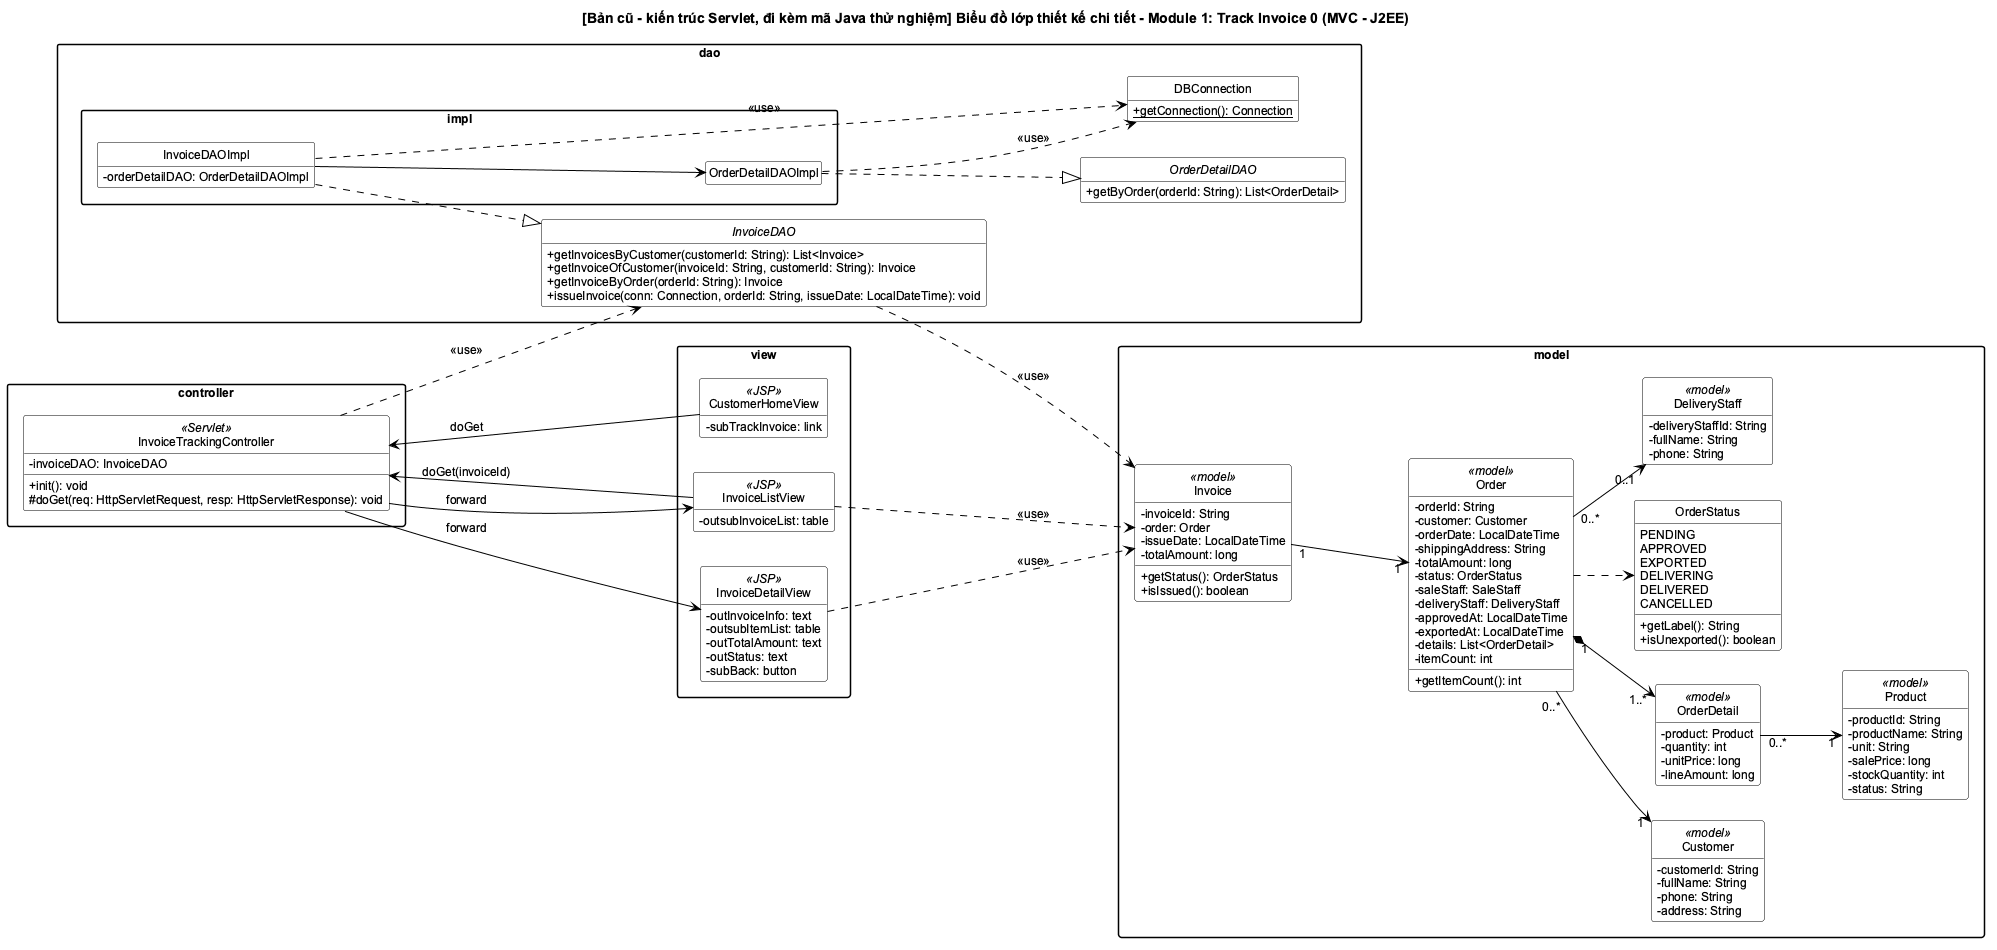 [Bản cũ - kiến trúc Servlet, đi kèm mã Java thử nghiệm] Biểu đồ lớp thiết kế chi tiết - Module 1: Track Invoice 0 (MVC - J2EE)
dao
impl
InvoiceDAOImpl
-orderDetailDAO: OrderDetailDAOImpl
OrderDetailDAOImpl
DBConnection
+getConnection(): Connection
OrderDetailDAO
+getByOrder(orderId: String): List<OrderDetail>
InvoiceDAO
+getInvoicesByCustomer(customerId: String): List<Invoice>
+getInvoiceOfCustomer(invoiceId: String, customerId: String): Invoice
+getInvoiceByOrder(orderId: String): Invoice
+issueInvoice(conn: Connection, orderId: String, issueDate: LocalDateTime): void
«use»
«use»
«use»
«use»
controller
«Servlet»
InvoiceTrackingController
-invoiceDAO: InvoiceDAO
+init(): void
#doGet(req: HttpServletRequest, resp: HttpServletResponse): void
doGet
doGet(invoiceId)
forward
forward
view
«JSP»
CustomerHomeView
-subTrackInvoice: link
«JSP»
InvoiceListView
-outsubInvoiceList: table
«JSP»
InvoiceDetailView
-outInvoiceInfo: text
-outsubItemList: table
-outTotalAmount: text
-outStatus: text
-subBack: button
«use»
«use»
model
«model»
Invoice
-invoiceId: String
-order: Order
-issueDate: LocalDateTime
-totalAmount: long
+getStatus(): OrderStatus
+isIssued(): boolean
1
1
«model»
Order
-orderId: String
-customer: Customer
-orderDate: LocalDateTime
-shippingAddress: String
-totalAmount: long
-status: OrderStatus
-saleStaff: SaleStaff
-deliveryStaff: DeliveryStaff
-approvedAt: LocalDateTime
-exportedAt: LocalDateTime
-details: List<OrderDetail>
-itemCount: int
+getItemCount(): int
«model»
DeliveryStaff
-deliveryStaffId: String
-fullName: String
-phone: String
0..1
0..*
OrderStatus
PENDING
APPROVED
EXPORTED
DELIVERING
DELIVERED
CANCELLED
+getLabel(): String
+isUnexported(): boolean
1
1..*
«model»
OrderDetail
-product: Product
-quantity: int
-unitPrice: long
-lineAmount: long
0..*
1
«model»
Product
-productId: String
-productName: String
-unit: String
-salePrice: long
-stockQuantity: int
-status: String
0..*
1
«model»
Customer
-customerId: String
-fullName: String
-phone: String
-address: String